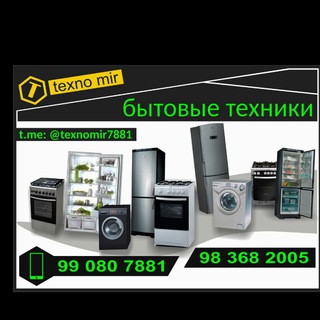 texno mir
бытовые техники
t.me: @texnomir7881
99 080 7881
98 368 2005